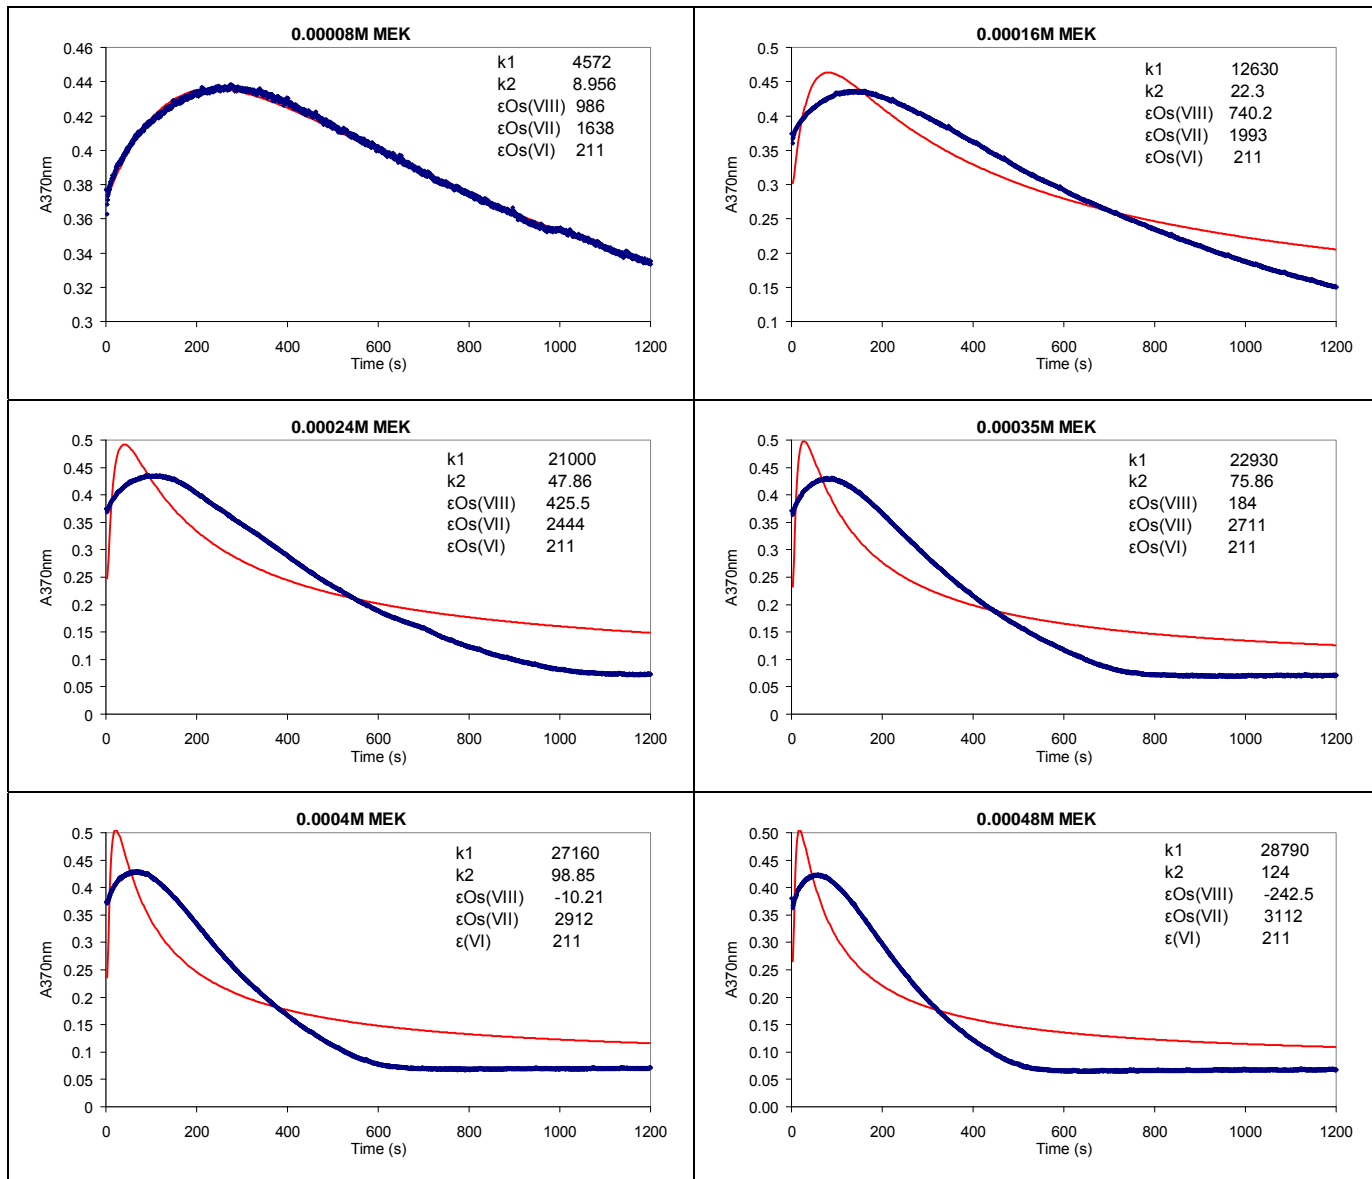 0.00008M MEK
0.46
0.44
0.42
0.4
0.38
0.36
0.34
0.32
0.3
A370nm
0 200 400 600 800 1000 1200
Time (s)
k1 4572
k2 8.956
εOs(VIII) 986
εOs(VII) 1638
εOs(VI) 211
0.00016M MEK
0.5
0.45
0.4
0.35
0.3
0.25
0.2
0.15
0.1
A370nm
0 200 400 600 800 1000 1200
Time (s)
k1 12630
k2 22.3
εOs(VIII) 740.2
εOs(VII) 1993
εOs(VI) 211
0.00024M MEK
0.5
0.45
0.4
0.35
0.3
0.25
0.2
0.15
0.1
0.05
0
A370nm
0 200 400 600 800 1000 1200
Time (s)
k1 21000
k2 47.86
εOs(VIII) 425.5
εOs(VII) 2444
εOs(VI) 211
0.00035M MEK
0.5
0.45
0.4
0.35
0.3
0.25
0.2
0.15
0.1
0.05
0
A370nm
0 200 400 600 800 1000 1200
Time (s)
k1 22930
k2 75.86
εOs(VIII) 184
εOs(VII) 2711
εOs(VI) 211
0.0004M MEK
0.5
0.45
0.4
0.35
0.3
0.25
0.2
0.15
0.1
0.05
0
A370nm
0 200 400 600 800 1000 1200
Time (s)
k1 27160
k2 98.85
εOs(VIII) -10.21
εOs(VII) 2912
ε(VI) 211
0.00048M MEK
0.50
0.45
0.40
0.35
0.30
0.25
0.20
0.15
0.10
0.05
0.00
A370nm
0 200 400 600 800 1000 1200
Time (s)
k1 28790
k2 124
εOs(VIII) -242.5
εOs(VII) 3112
ε(VI) 211